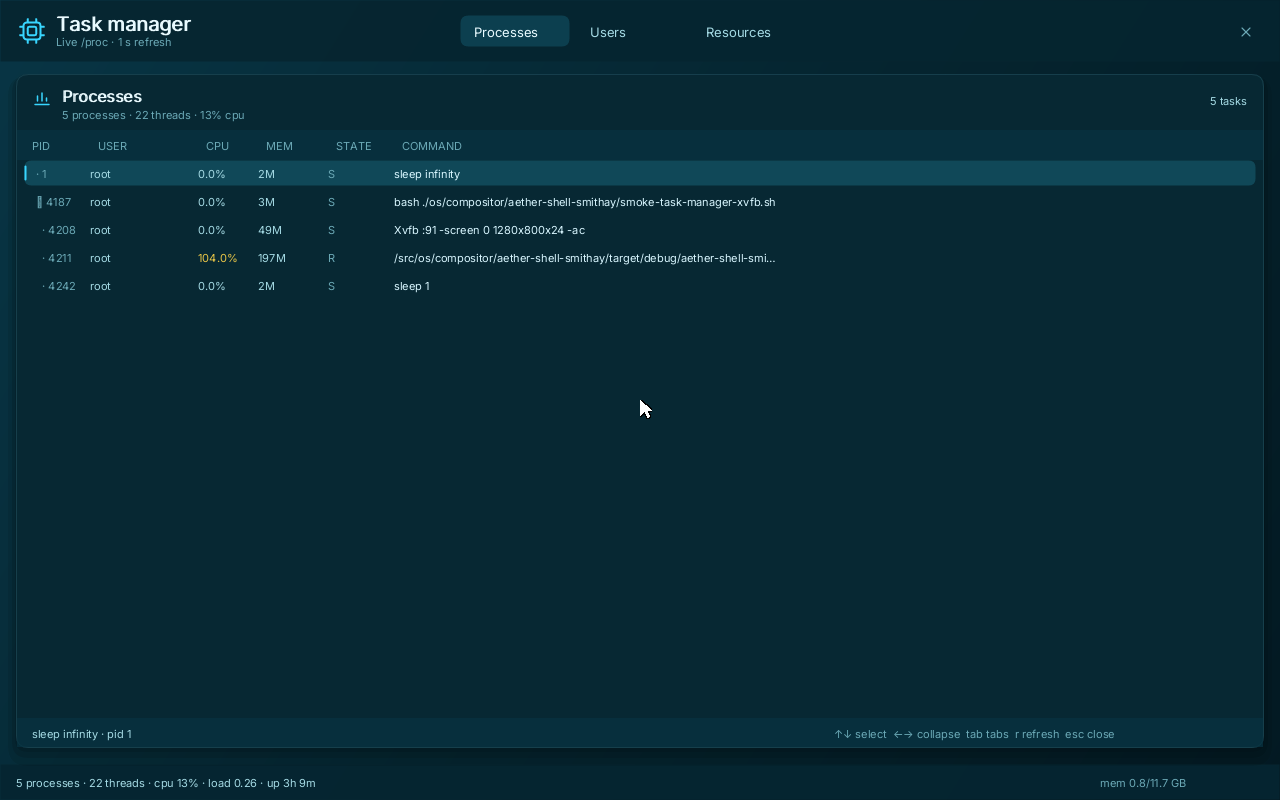 Task manager
Live /proc · 1 s refresh
Processes Users Resources
Processes
5 processes · 22 threads · 13% cpu
5 tasks
PID USER CPU MEM STATE COMMAND
· 1 root 0.0% 2M S sleep infinity
4187 root 0.0% 3M S bash ./os/compositor/aether-shell-smithay/smoke-task-manager-xvfb.sh
· 4208 root 0.0% 49M S Xvfb :91 -screen 0 1280x800x24 -ac
· 4211 root 104.0% 197M R /src/os/compositor/aether-shell-smithay/target/debug/aether-shell-smi…
· 4242 root 0.0% 2M S sleep 1
sleep infinity · pid 1
↑↓ select ←→ collapse tab tabs r refresh esc close
5 processes · 22 threads · cpu 13% · load 0.26 · up 3h 9m
mem 0.8/11.7 GB